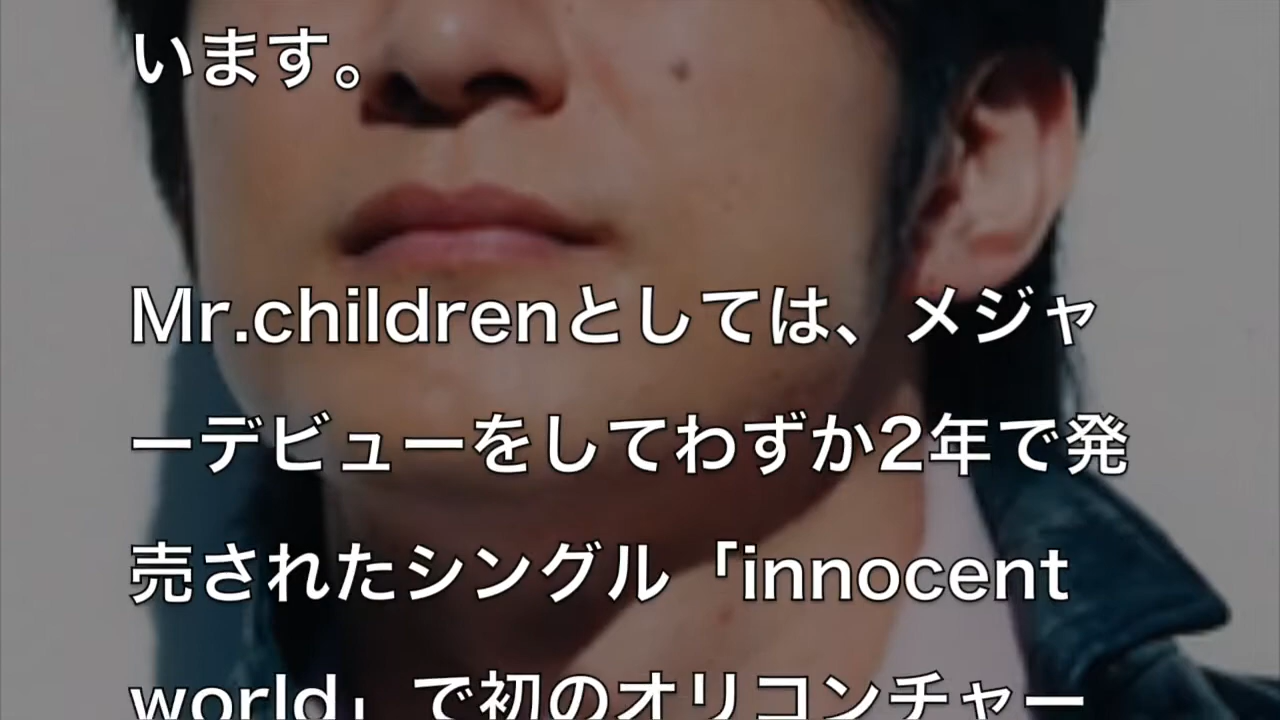 います。
Mr.childrenとしては、メジャ
ーデビューをしてわずか2年で発
売されたシングル「innocent
world」で初のオリコンチャー